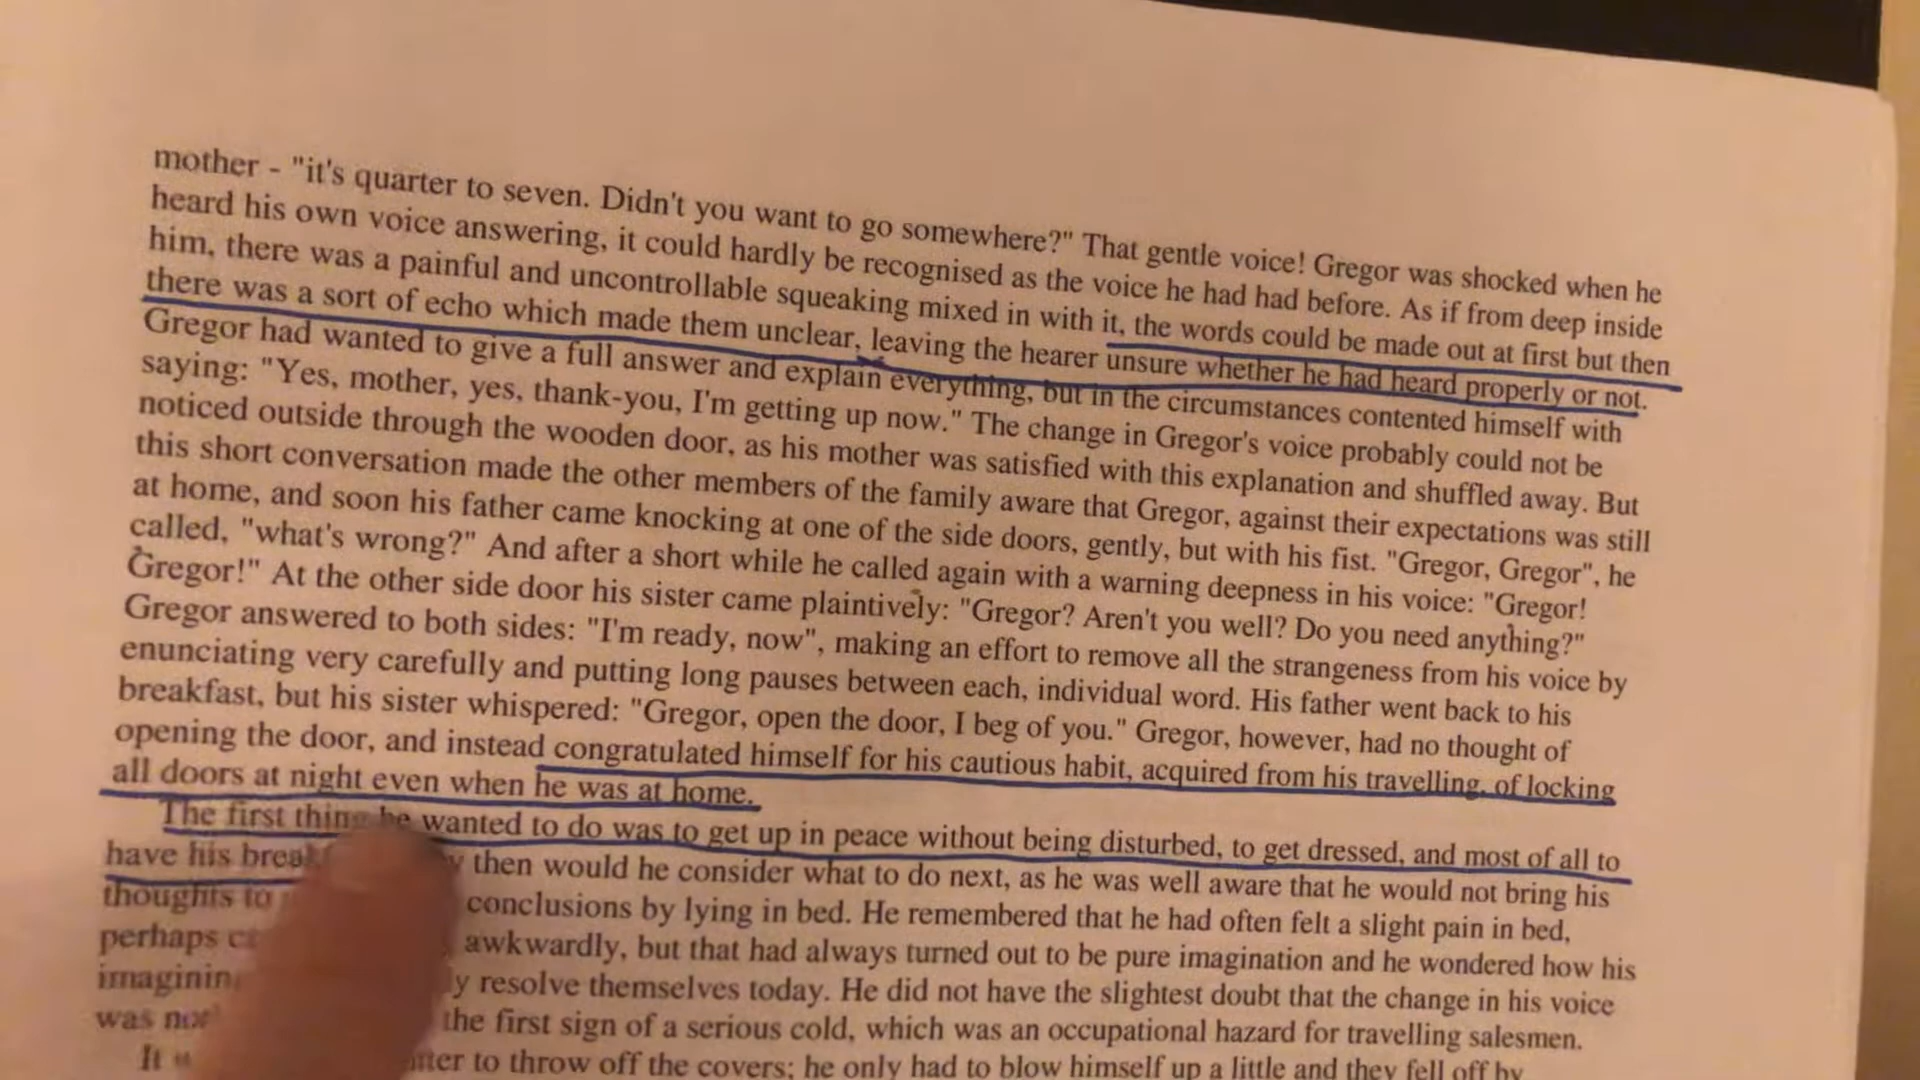 mother - "it's quarter to seven. Didn't you want to go somewhere?" That gentle voice! Gregor was shocked when he
heard his own voice answering, it could hardly be recognised as the voice he had had before. As if from deep inside
him, there was a painful and uncontrollable squeaking mixed in with it, the words could be made out at first but then
there was a sort of echo which made them unclear, leaving the hearer unsure whether he had heard properly or not.
Gregor had wanted to give a full answer and explain everything, but in the circumstances contented himself with
saying: "Yes, mother, yes, thank-you, I'm getting up now." The change in Gregor's voice probably could not be
noticed outside through the wooden door, as his mother was satisfied with this explanation and shuffled away. But
this short conversation made the other members of the family aware that Gregor, against their expectations was still
at home, and soon his father came knocking at one of the side doors, gently, but with his fist. "Gregor, Gregor", he
called, "what's wrong?" And after a short while he called again with a warning deepness in his voice: "Gregor!
Gregor!" At the other side door his sister came plaintively: "Gregor? Aren't you well? Do you need anything?"
Gregor answered to both sides: "I'm ready, now", making an effort to remove all the strangeness from his voice by
enunciating very carefully and putting long pauses between each, individual word. His father went back to his
breakfast, but his sister whispered: "Gregor, open the door, I beg of you." Gregor, however, had no thought of
opening the door, and instead congratulated himself for his cautious habit, acquired from his travelling, of locking
all doors at night even when he was at home.
The first thing he wanted to do was to get up in peace without being disturbed, to get dressed, and most of all to
have his then would he consider what to do next, as he was well aware that he would not bring his
thoughts to conclusions by lying in bed. He remembered that he had often felt a slight pain in bed,
perhaps awkwardly, but that had always turned out to be pure imagination and he wondered how his
resolve themselves today. He did not have the slightest doubt that the change in his voice
was the first sign of a serious cold, which was an occupational hazard for travelling salesmen.
It to throw off the covers; he only had to blow himself up a little and they fell off by